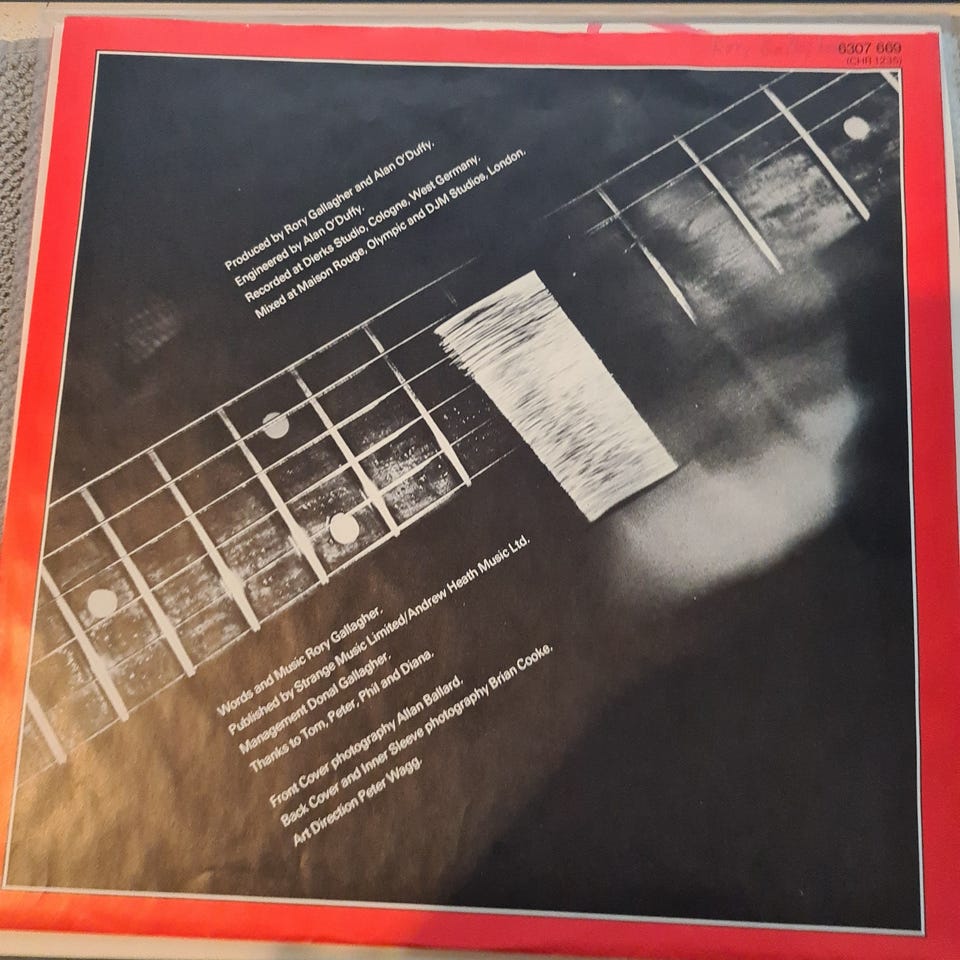 6307 669
(CHR 1235)
Produced by Rory Gallagher and Alan O'Duffy.
Engineered by Alan O'Duffy.
Recorded at Dierks Studio, Cologne, West Germany.
Mixed at Maison Rouge, Olympic and DJM Studios, London.
Words and Music Rory Gallagher.
Published by Strange Music Limited/Andrew Heath Music Ltd.
Management Donal Gallagher.
Thanks to Tom, Peter, Phil and Diana.
Front Cover photography Allan Ballard.
Back Cover and Inner Sleeve photography Brian Cooke.
Art Direction Peter Wagg.